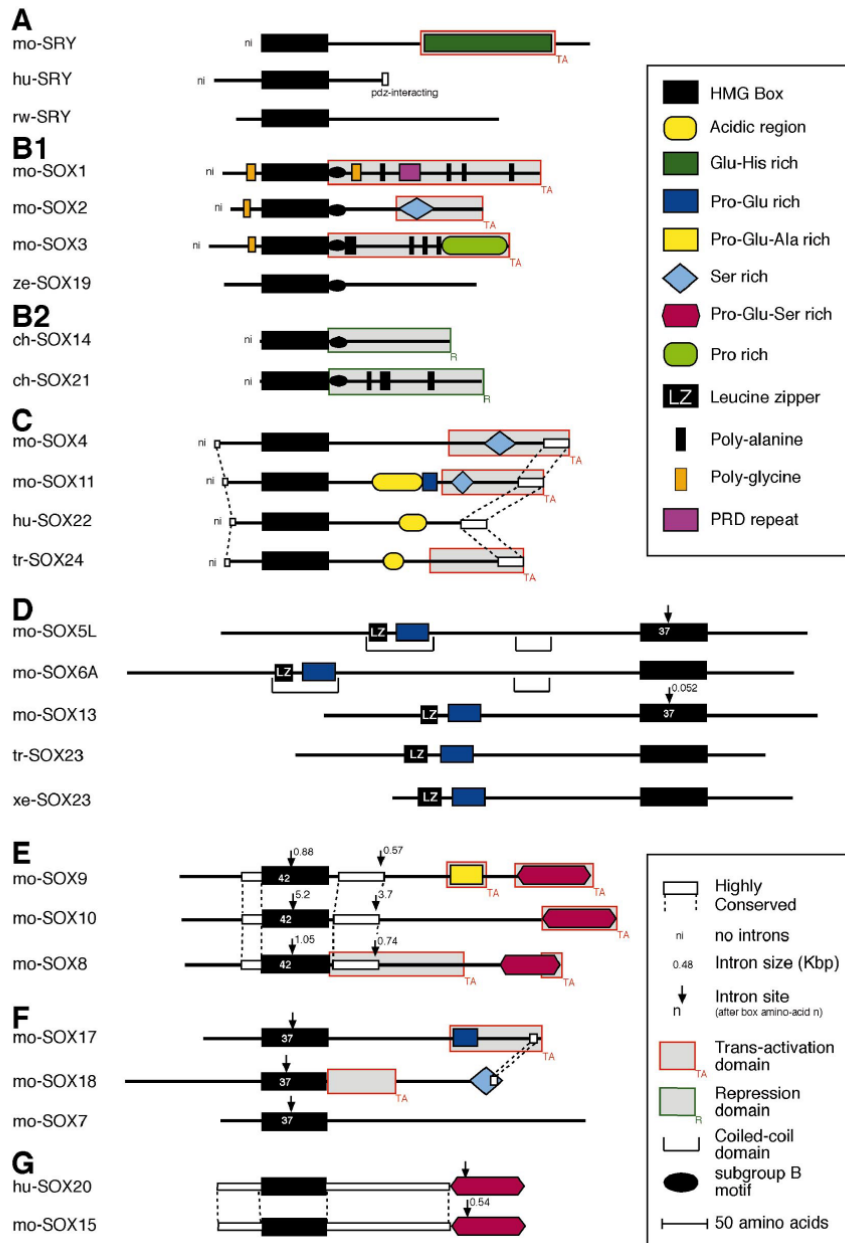 A
mo-SRY
ni
TA
hu-SRY
ni
pdz-interacting
rw-SRY
B1
mo-SOX1
ni
TA
mo-SOX2
ni
TA
mo-SOX3
ni
TA
ze-SOX19
B2
ch-SOX14
ni
R
ch-SOX21
ni
R
C
mo-SOX4
ni
TA
mo-SOX11
ni
TA
hu-SOX22
ni
tr-SOX24
ni
TA
HMG Box
Acidic region
Glu-His rich
Pro-Glu rich
Pro-Glu-Ala rich
Ser rich
Pro-Glu-Ser rich
Pro rich
LZ Leucine zipper
Poly-alanine
Poly-glycine
PRD repeat
D
mo-SOX5L
LZ
37
mo-SOX6A
LZ
0.052
mo-SOX13
LZ
37
tr-SOX23
LZ
xe-SOX23
LZ
E
0.88
0.57
mo-SOX9
42
TA
TA
5.2
3.7
mo-SOX10
42
TA
1.05
0.74
mo-SOX8
42
TA
TA
F
mo-SOX17
37
TA
mo-SOX18
37
TA
mo-SOX7
37
G
hu-SOX20
0.54
mo-SOX15
Highly
Conserved
ni no introns
0.48 Intron size (Kbp)
Intron site
n (after box amino-acid n)
Trans-activation
domain
TA
Repression
domain
R
Coiled-coil
domain
subgroup B
motif
50 amino acids